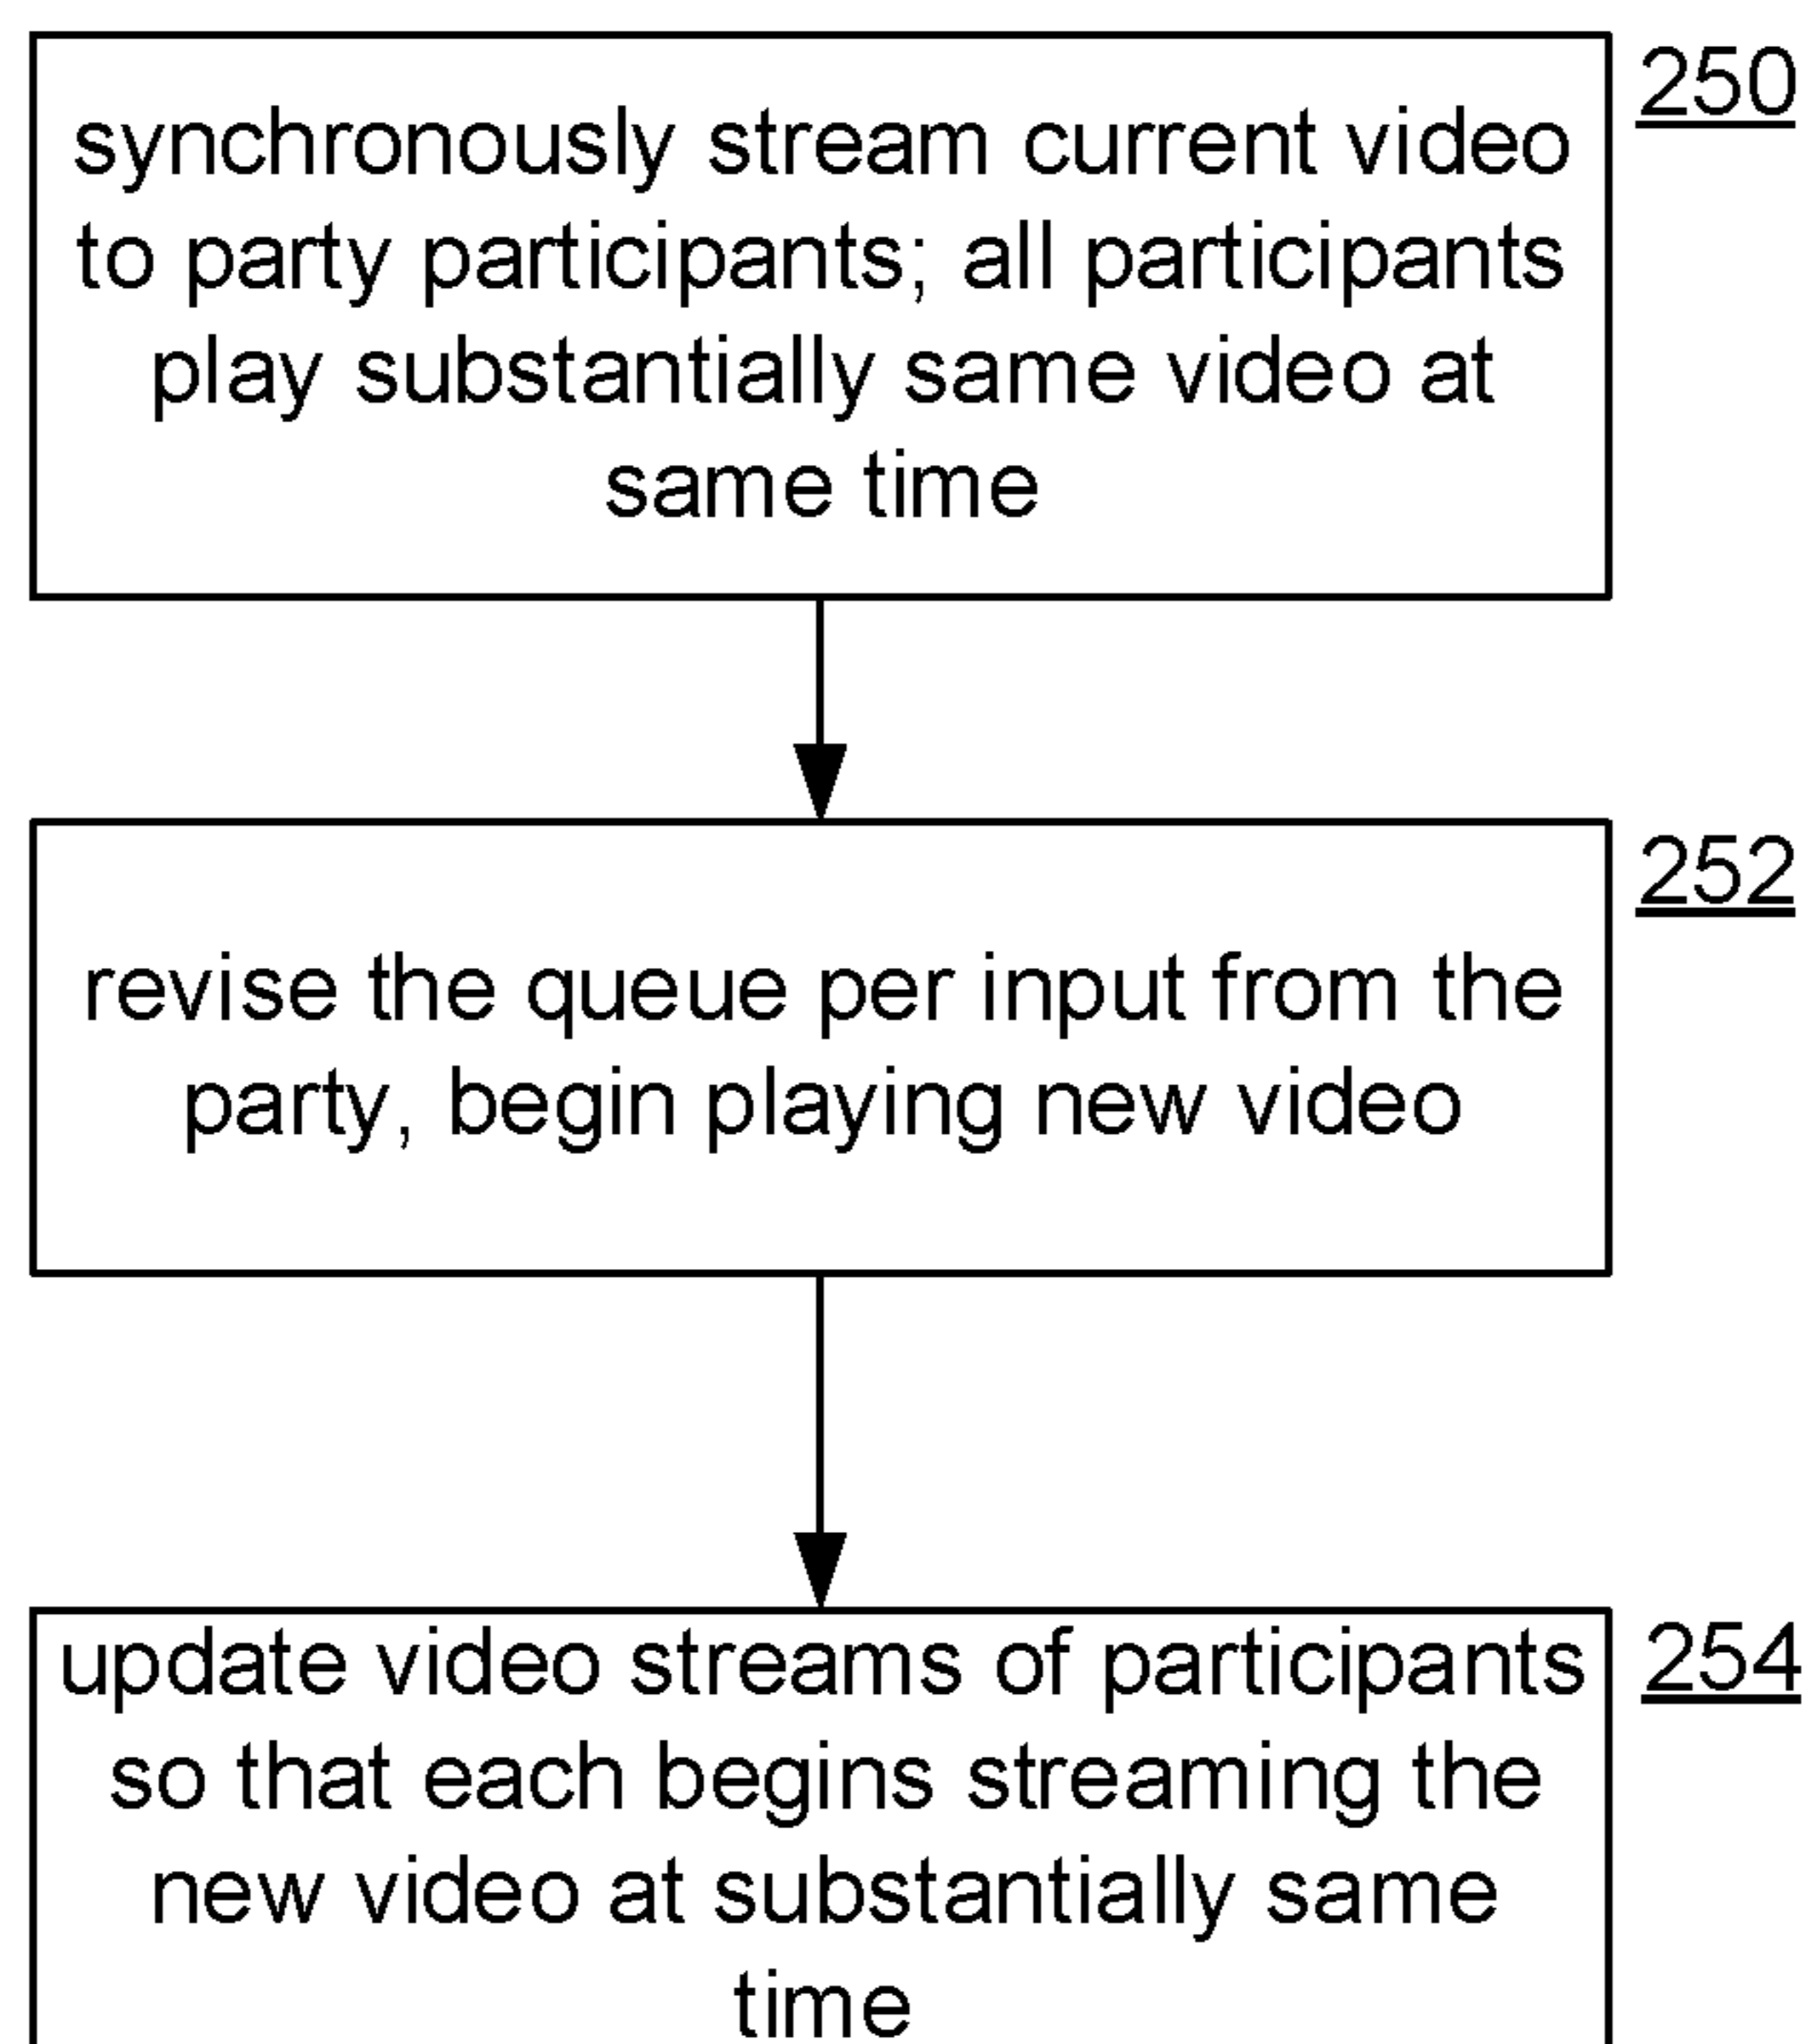 250
synchronously stream current video
to party participants; all participants
play substantially same video at
same time
252
revise the queue per input from the
party, begin playing new video
254
update video streams of participants
so that each begins streaming the
new video at substantially same
time